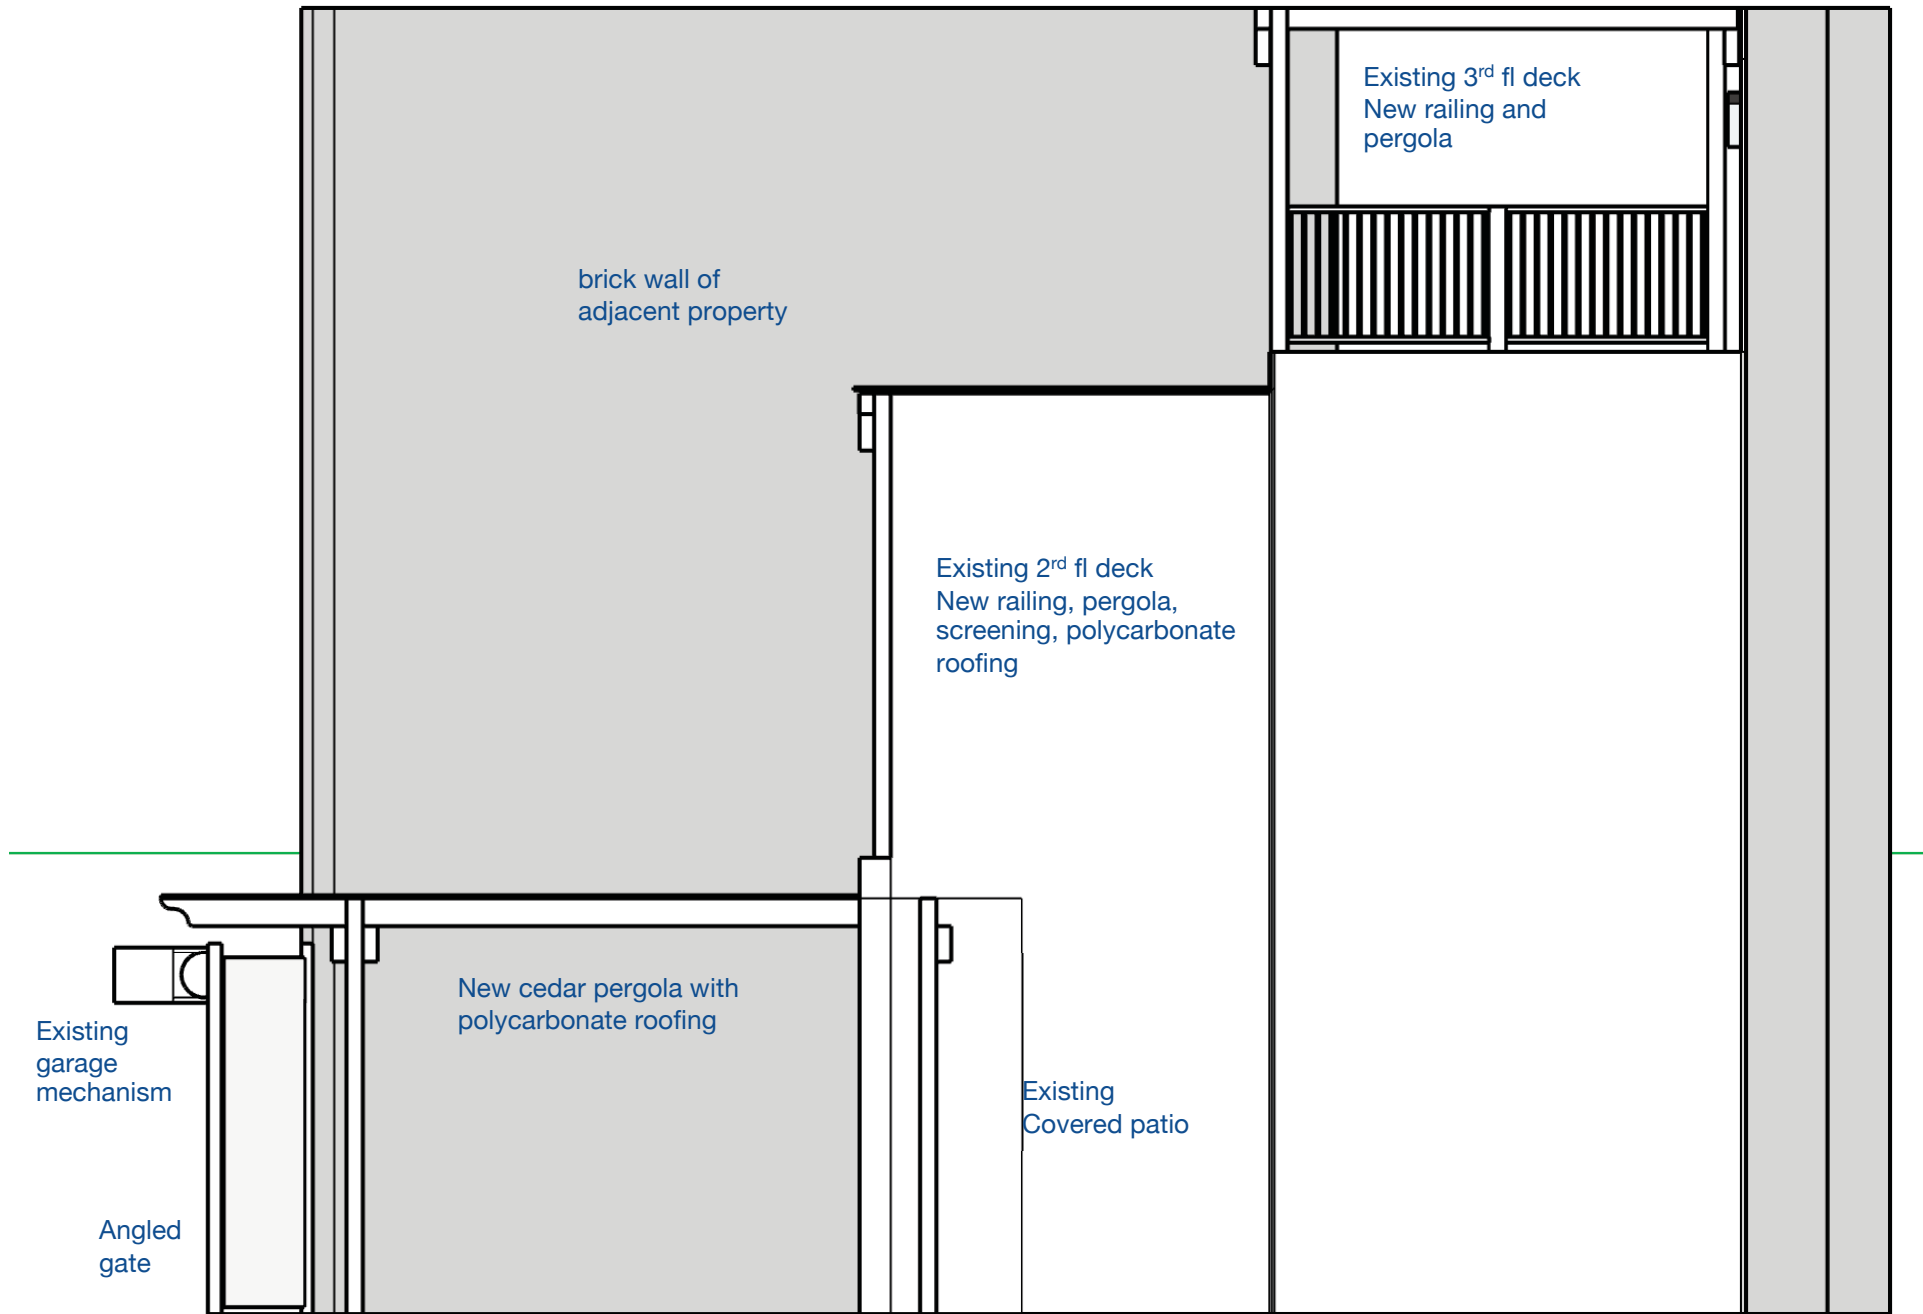 Existing 3rd fl deck
New railing and
pergola
brick wall of
adjacent property
Existing 2rd fl deck
New railing, pergola,
screening, polycarbonate
roofing
New cedar pergola with
polycarbonate roofing
Existing
garage
mechanism
Existing
Covered patio
Angled
gate